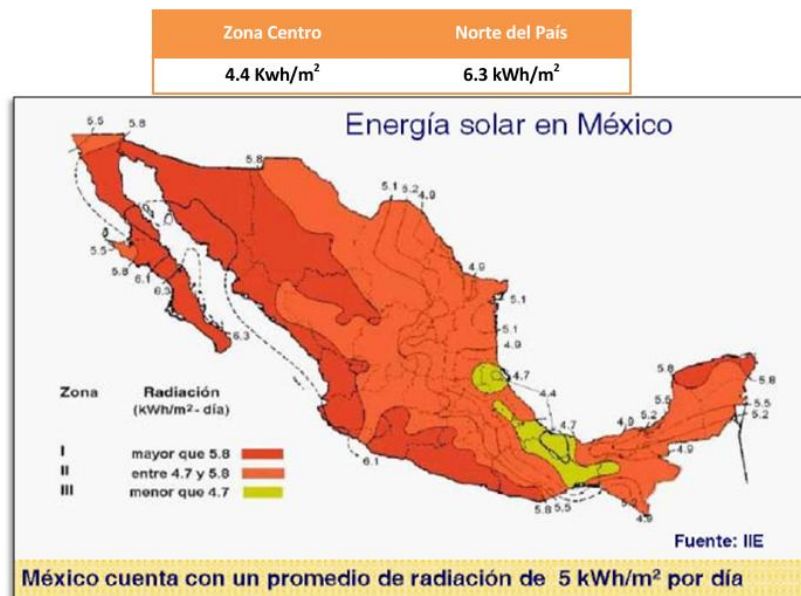 Zona Centro Norte del País
4.4 Kwh/m² 6.3 kWh/m²
Energía solar en México
5.5 5.8
5.8
5.1 5.2 4.9
4.9
5.1
5.1
4.9
5.5
5.8
6.1
6.3
4.7
4.4
4.7
5.8
5.8
5.5
5.5
5.2
4.9 5.2
4.9
6.1
5.8 5.5
5.2
4.9
Zona Radiación
(kWh/m²- día)
I mayor que 5.8
II entre 4.7 y 5.8
III menor que 4.7
Fuente: IIE
México cuenta con un promedio de radiación de 5 kWh/m² por día